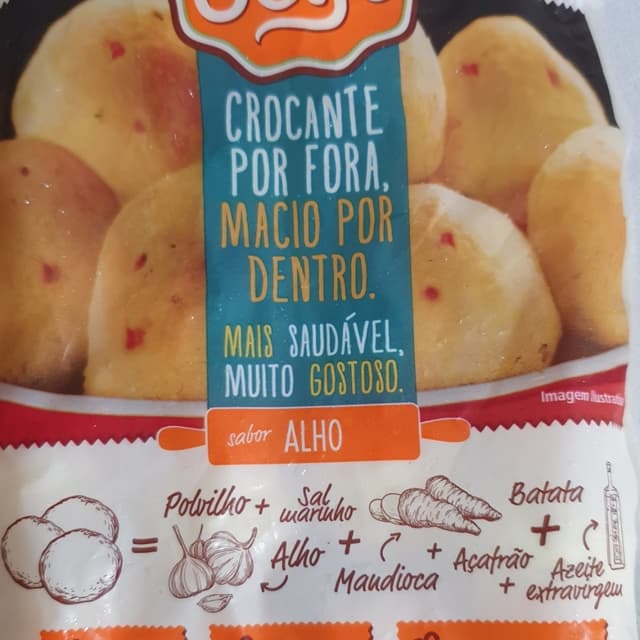 CROCANTE
POR FORA,
MACIO POR
DENTRO.
MAIS SAUDÁVEL,
MUITO GOSTOSO.
Imagem Ilustrativa
sabor ALHO
Polvilho + Sal marinho
= Alho + Mandioca + Açafrão + Batata
+ Azeite extravirgem